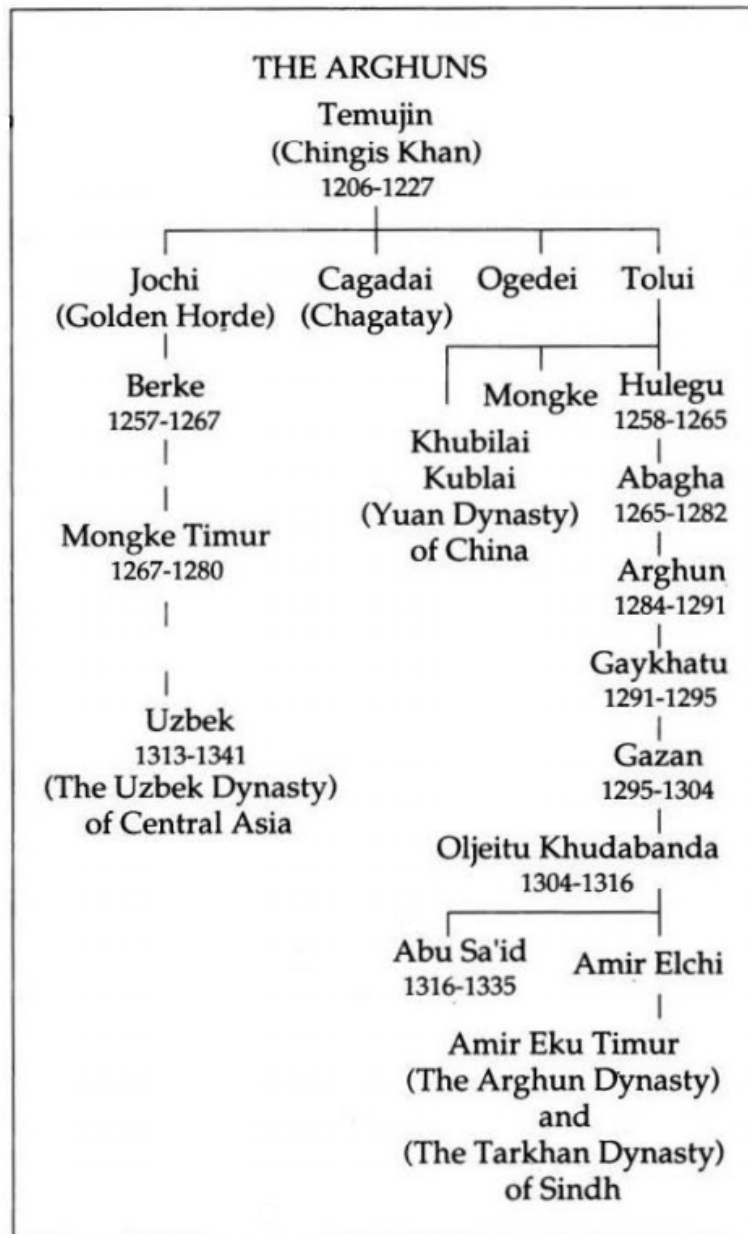 THE ARGHUNS
Temujin
(Chingis Khan)
1206-1227
Jochi
(Golden Horde)
Cagadai
(Chagatay)
Ogedei
Tolui
Berke
1257-1267
Mongke Timur
1267-1280
Uzbek
1313-1341
(The Uzbek Dynasty)
of Central Asia
Khubilai
Kublai
(Yuan Dynasty)
of China
Mongke
Hulegu
1258-1265
Abagha
1265-1282
Arghun
1284-1291
Gaykhatu
1291-1295
Gazan
1295-1304
Oljeitu Khudabanda
1304-1316
Abu Sa'id
1316-1335
Amir Elchi
Amir Eku Timur
(The Arghun Dynasty)
and
(The Tarkhan Dynasty)
of Sindh